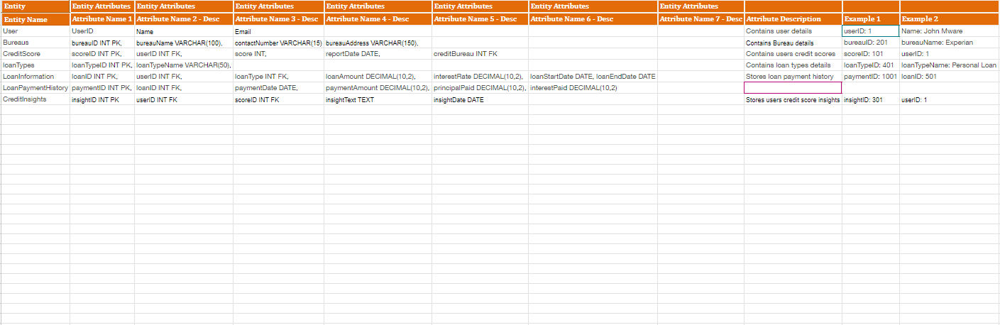 Entity Entity Attributes Entity Attributes Entity Attributes Entity Attributes Entity Attributes Entity Attributes Entity Attributes
Entity Name Attribute Name 1 Attribute Name 2 - Desc Attribute Name 3 - Desc Attribute Name 4 - Desc Attribute Name 5 - Desc Attribute Name 6 - Desc Attribute Name 7 - Desc Attribute Description Example 1 Example 2
User UserID Name Email Contains user details userID: 1 Name: John Mware
Bureaus bureauID INT PK, bureauName VARCHAR(100), contactNumber VARCHAR(15) bureauAddress VARCHAR(150), Contains Bureau details bureauID: 201 bureauName: Experian
CreditScore scoreID INT PK, userID INT FK, score INT, reportDate DATE, creditBureau INT FK Contains users credit scores scoreID: 101 userID: 1
loanTypes loanTypeID INT PK, loanTypeName VARCHAR(50), Contains loan types details loanTypeID: 401 loanTypeName: Personal Loan
LoanInformation loanID INT PK, userID INT FK, loanType INT FK, loanAmount DECIMAL(10,2), interestRate DECIMAL(10,2), loanStartDate DATE, loanEndDate DATE Stores loan payment history paymentID: 1001 loanID: 501
LoanPaymentHistory paymentID INT PK, loanID INT FK, paymentDate DATE, paymentAmount DECIMAL(10,2), principalPaid DECIMAL(10,2), interestPaid DECIMAL(10,2)
CreditInsights insightID INT PK userID INT FK scoreID INT FK insightText TEXT insightDate DATE Stores users credit score insights insightID: 301 userID: 1